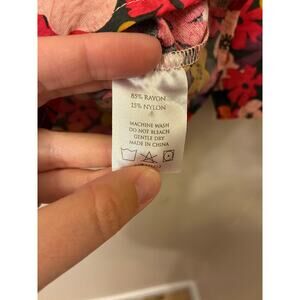 85% RAYON
15% NYLON
MACHINE WASH
DO NOT BLEACH
GENTLE DRY
MADE IN CHINA